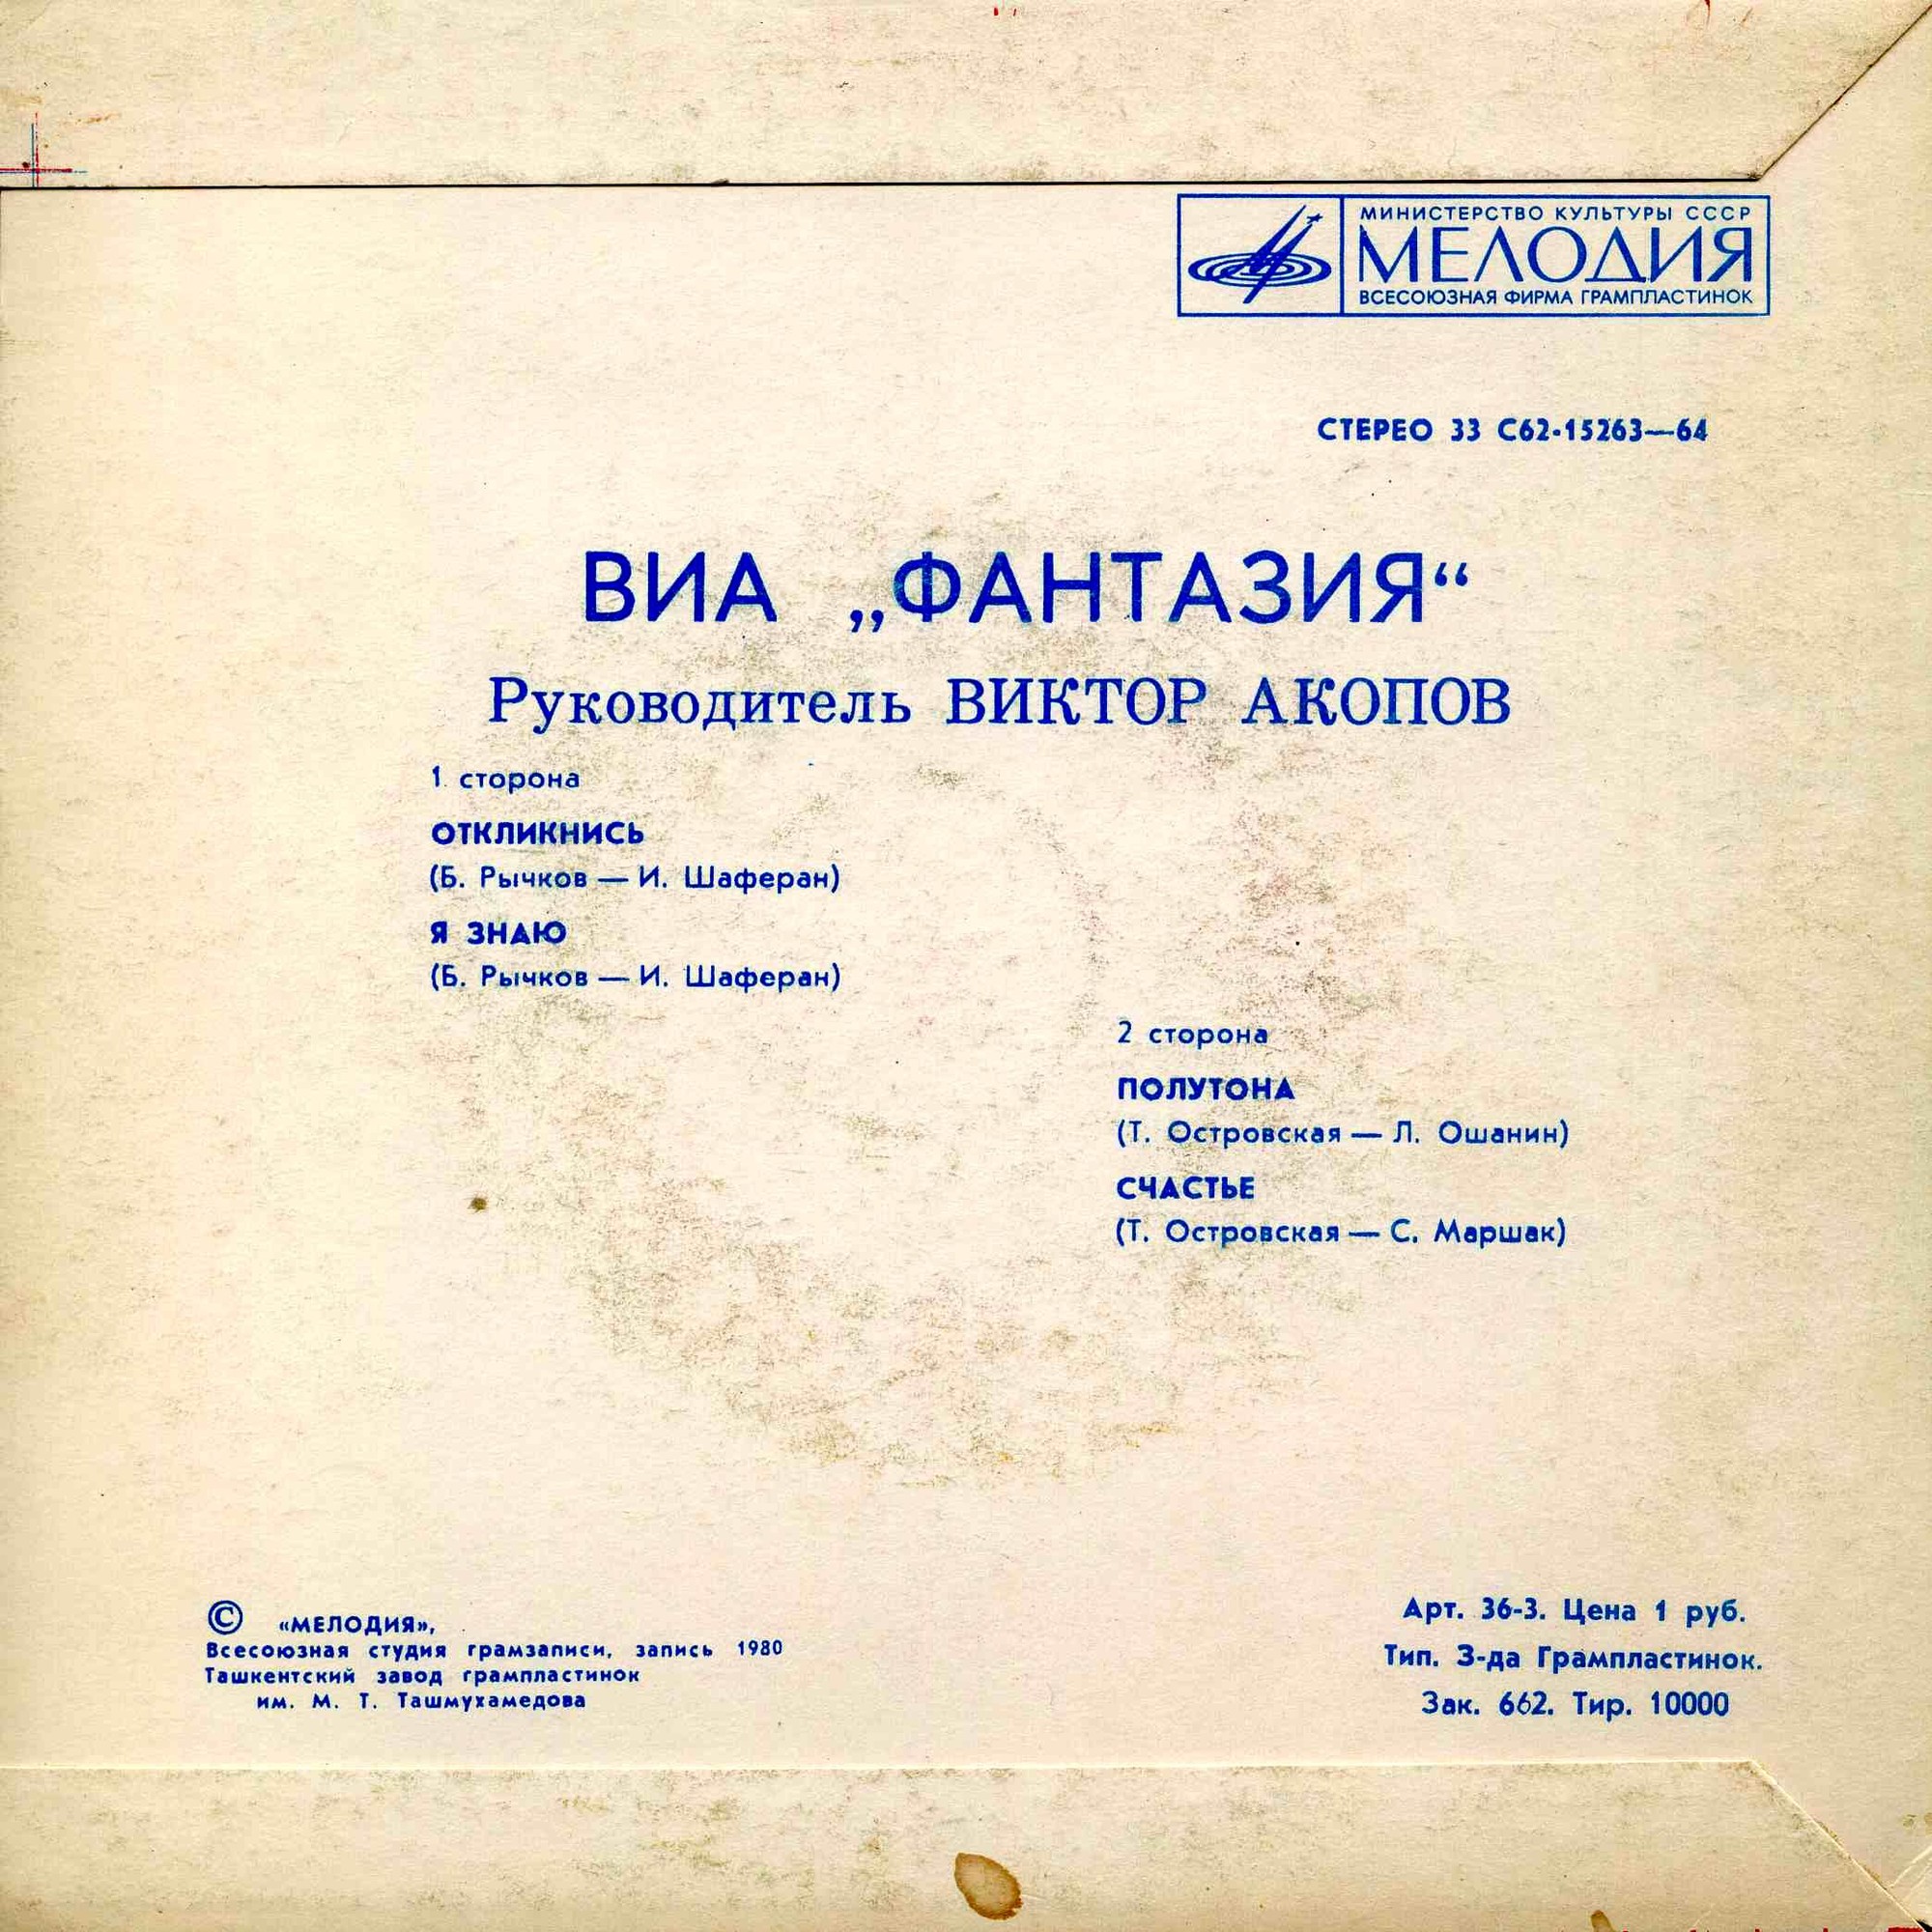 МИНИСТЕРСТВО КУЛЬТУРЫ СССР
МЕЛОДИЯ
ВСЕСОЮЗНАЯ ФИРМА ГРАМПЛАСТИНОК
СТЕРЕО 33 С62-15263—64
ВИА „ФАНТАЗИЯ“
Руководитель ВИКТОР АКОПОВ
1 сторона
ОТКЛИКНИСЬ
(Б. Рычков — И. Шаферан)
Я ЗНАЮ
(Б. Рычков — И. Шаферан)
2 сторона
ПОЛУТОНА
(Т. Островская — Л. Ошанин)
СЧАСТЬЕ
(Т. Островская — С. Маршак)
© «МЕЛОДИЯ»,
Всесоюзная студия грамзаписи, запись 1980
Ташкентский завод грампластинок
им. М. Т. Ташмухамедова
Арт. 36-3. Цена 1 руб.
Тип. З-да Грампластинок.
Зак. 662. Тир. 10000